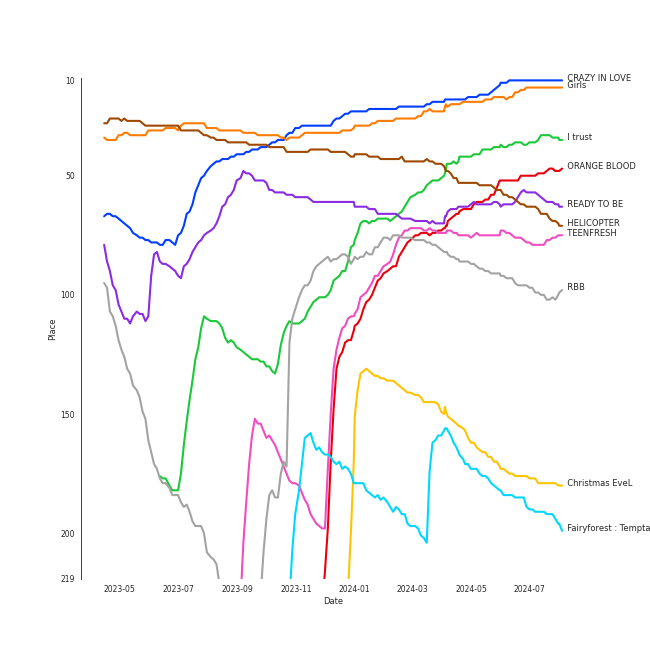 10
CRAZY IN LOVE
Girls
I trust
50
ORANGE BLOOD
READY TO BE
HELICOPTER
TEENFRESH
RBB
100
Place
150
Christmas EveL
200
Fairyforest : Tempta
219
2023-05 2023-07 2023-09 2023-11 2024-01 2024-03 2024-05 2024-07
Date